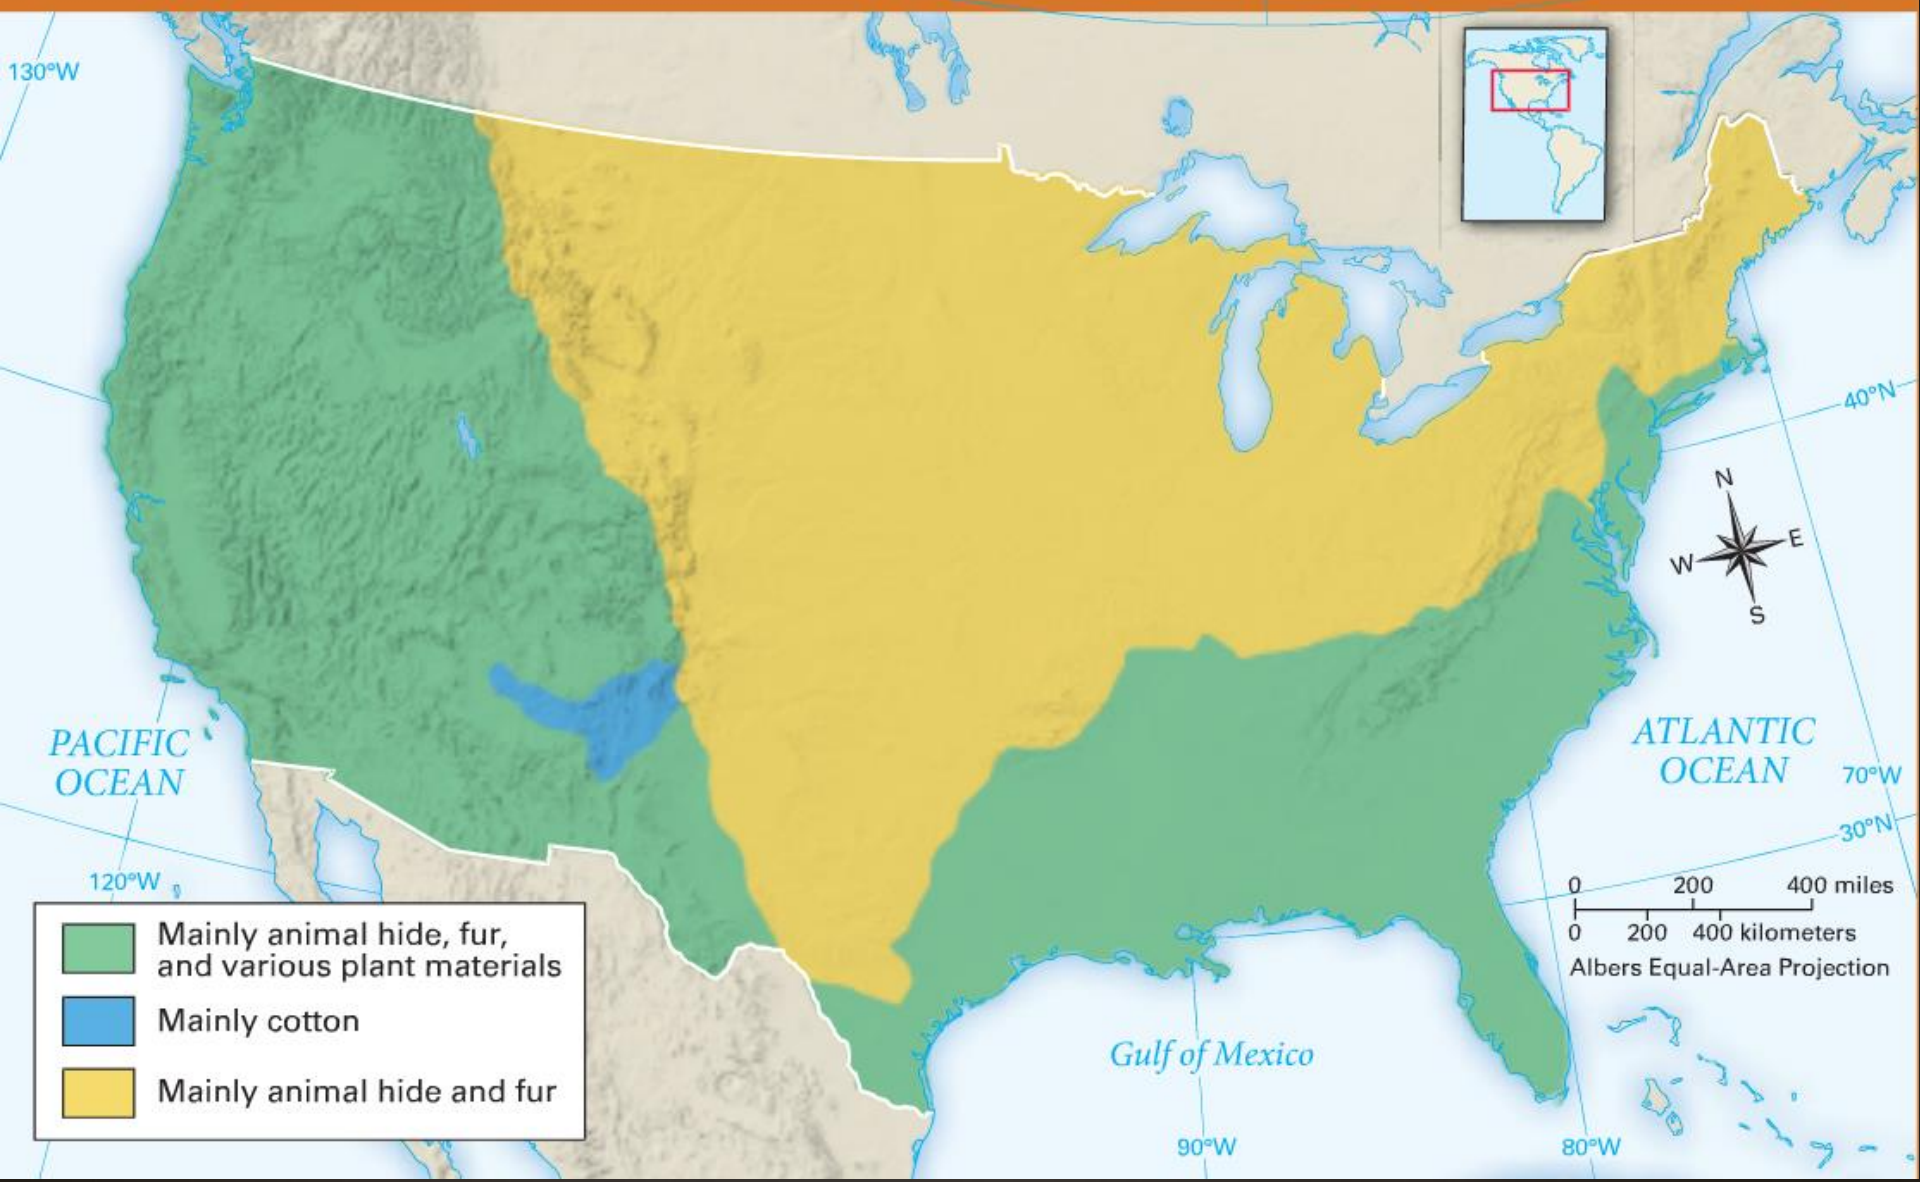 130°W
40°N
N
W
E
S
PACIFIC
OCEAN
ATLANTIC
OCEAN
70°W
30°N
120°W
0 200 400 miles
0 200 400 kilometers
Albers Equal-Area Projection
Mainly animal hide, fur,
and various plant materials
Mainly cotton
Mainly animal hide and fur
Gulf of Mexico
90°W
80°W